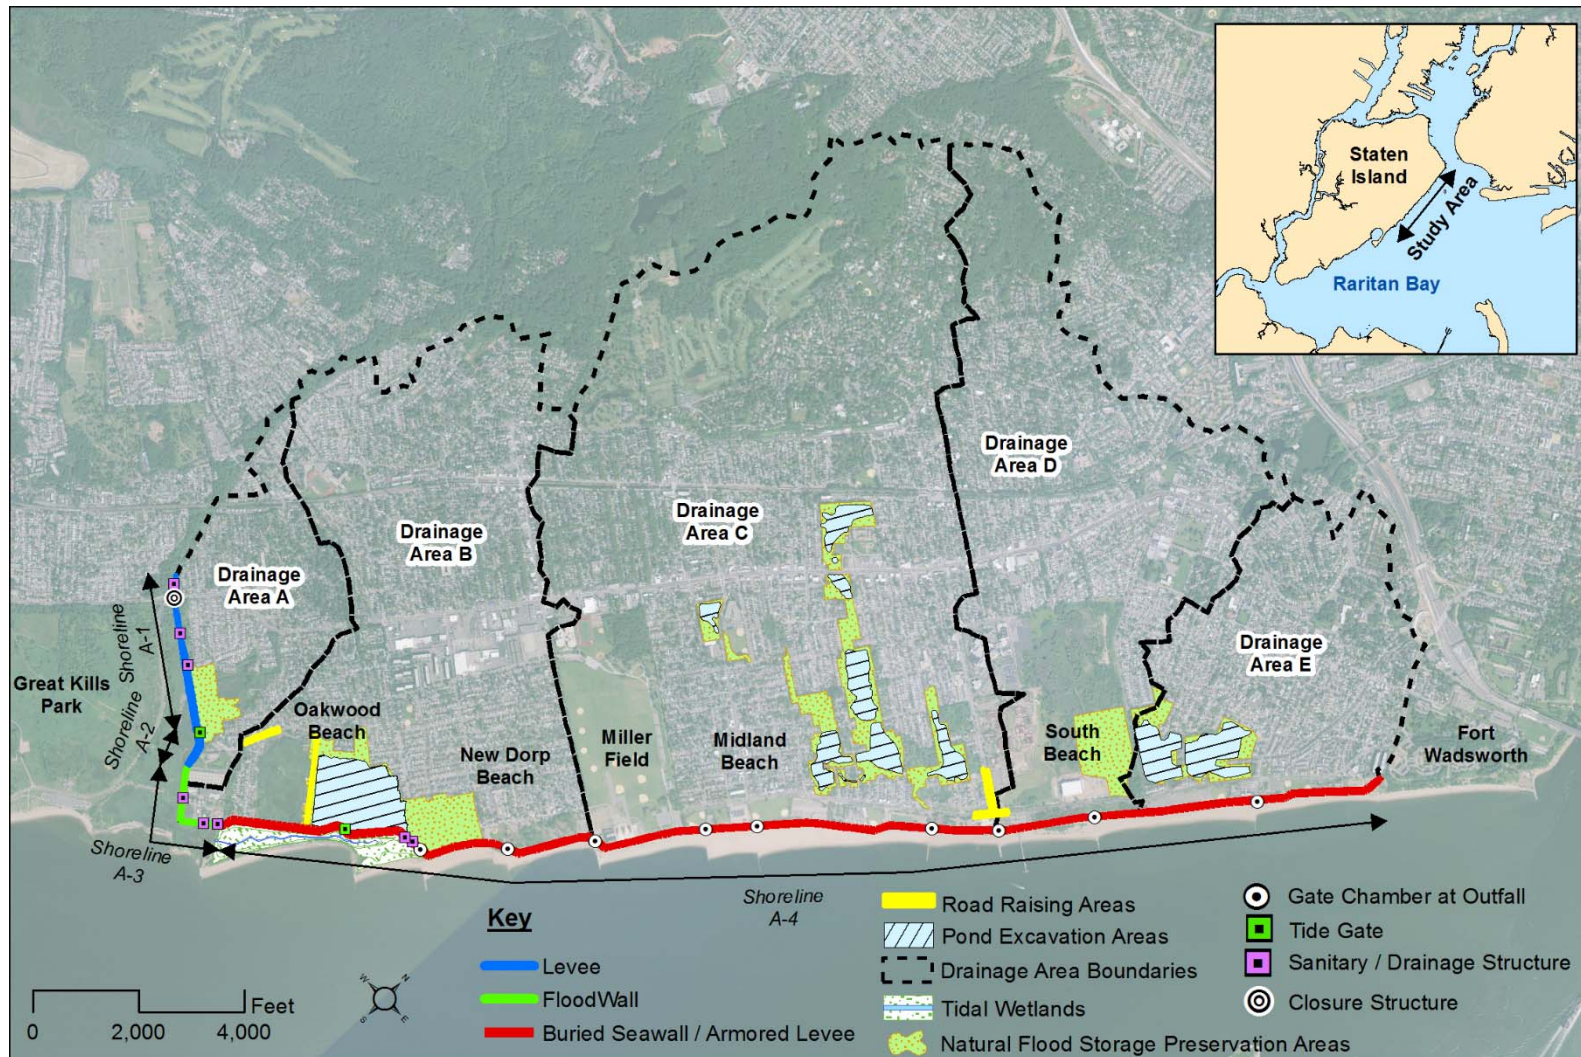 Staten
Island
Study Area
Raritan Bay
Drainage
Area D
Drainage
Area C
Drainage
Area B
Drainage
Area A
Drainage
Area E
Shoreline
A-1
Great Kills
Park
Shoreline
A-2
Oakwood
Beach
New Dorp
Beach
Miller
Field
Midland
Beach
South
Beach
Fort
Wadsworth
Shoreline
A-3
Shoreline
A-4
Key
Levee
FloodWall
Buried Seawall / Armored Levee
Road Raising Areas
Pond Excavation Areas
Drainage Area Boundaries
Tidal Wetlands
Natural Flood Storage Preservation Areas
Gate Chamber at Outfall
Tide Gate
Sanitary / Drainage Structure
Closure Structure
Feet
0 2,000 4,000
W N
S E